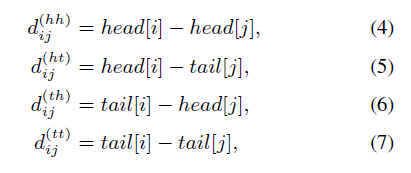 d_{ij}^{(hh)} = head[i] − head[j], (4)
d_{ij}^{(ht)} = head[i] − tail[j], (5)
d_{ij}^{(th)} = tail[i] − head[j], (6)
d_{ij}^{(tt)} = tail[i] − tail[j], (7)